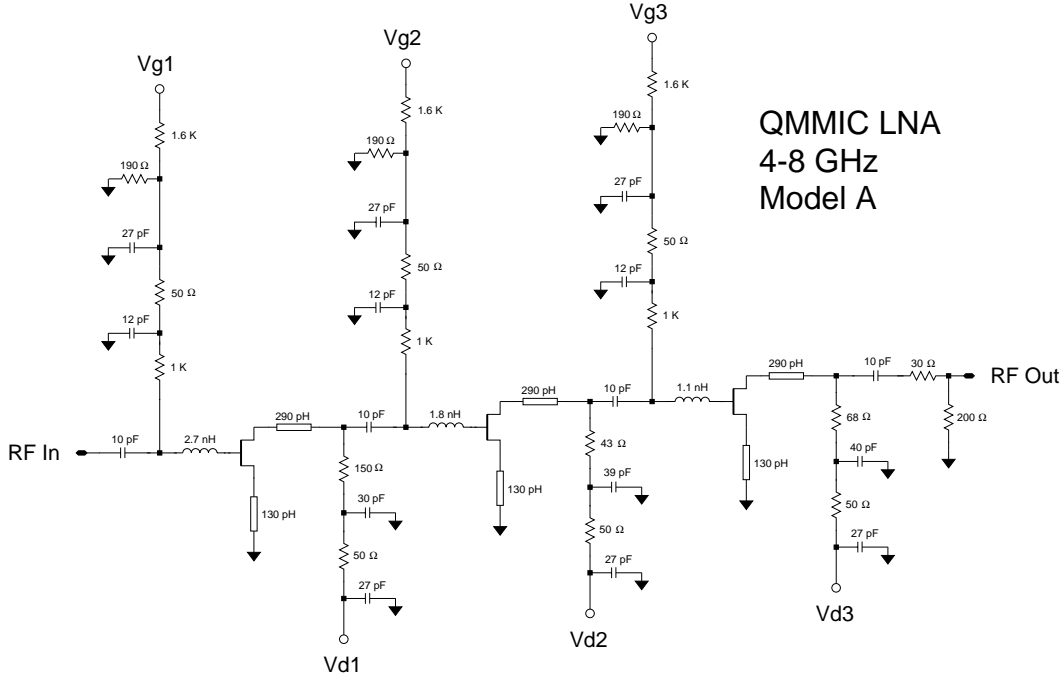 Vg3
Vg2
Vg1
1.6 K
1.6 K
1.6 K
QMMIC LNA
4-8 GHz
Model A
190 Ω
190 Ω
190 Ω
27 pF
27 pF
27 pF
50 Ω
50 Ω
50 Ω
12 pF
12 pF
12 pF
1 K
1 K
1 K
290 pH
10 pF
30 Ω
RF Out
290 pH
10 pF
1.1 nH
68 Ω
200 Ω
290 pH
10 pF
1.8 nH
43 Ω
40 pF
130 pH
RF In
10 pF
2.7 nH
150Ω
39 pF
130 pH
50 Ω
30 pF
130 pH
50 Ω
27 pF
50 Ω
27 pF
27 pF
Vd3
Vd2
Vd1